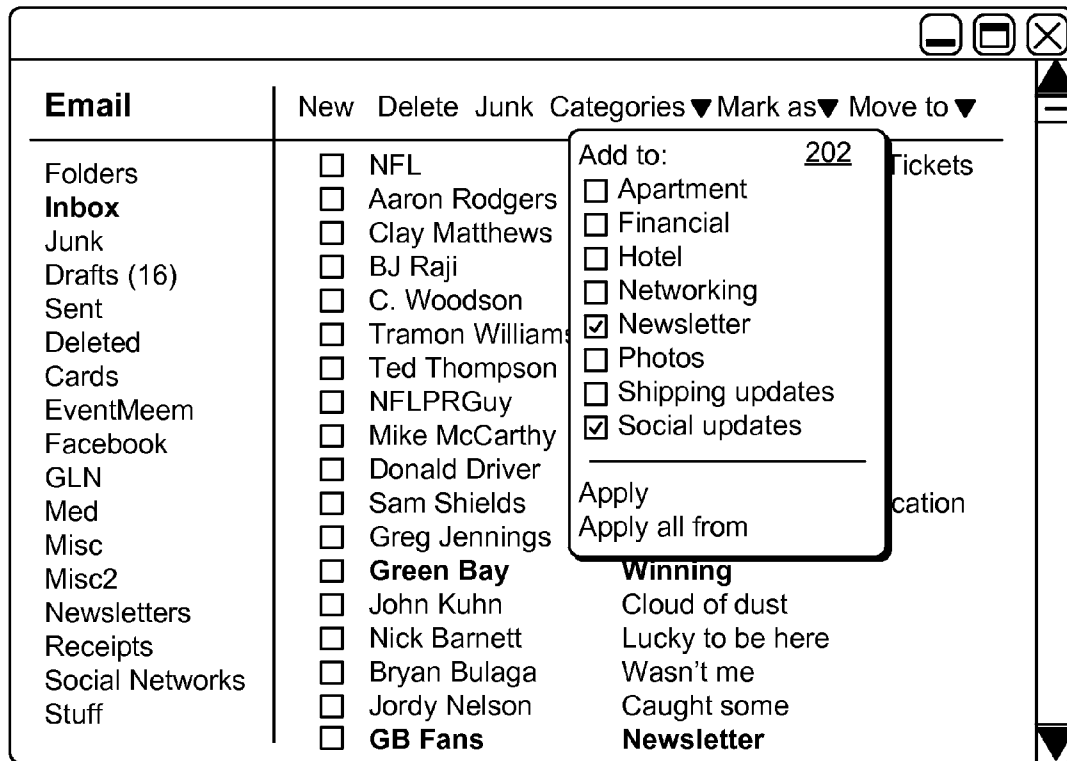 Email
New Delete Junk Categories ▼ Mark as ▼ Move to ▼
Folders
Inbox
Junk
Drafts (16)
Sent
Deleted
Cards
EventMeem
Facebook
GLN
Med
Misc
Misc2
Newsletters
Receipts
Social Networks
Stuff
NFL Tickets
Aaron Rodgers
Clay Matthews
BJ Raji
C. Woodson
Tramon Williams
Ted Thompson
NFLPRGuy
Mike McCarthy
Donald Driver
Sam Shields
Greg Jennings
Green Bay Winning
John Kuhn Cloud of dust
Nick Barnett Lucky to be here
Bryan Bulaga Wasn't me
Jordy Nelson Caught some
GB Fans Newsletter
Add to: 202
Apartment
Financial
Hotel
Networking
Newsletter
Photos
Shipping updates
Social updates
Apply
Apply all from